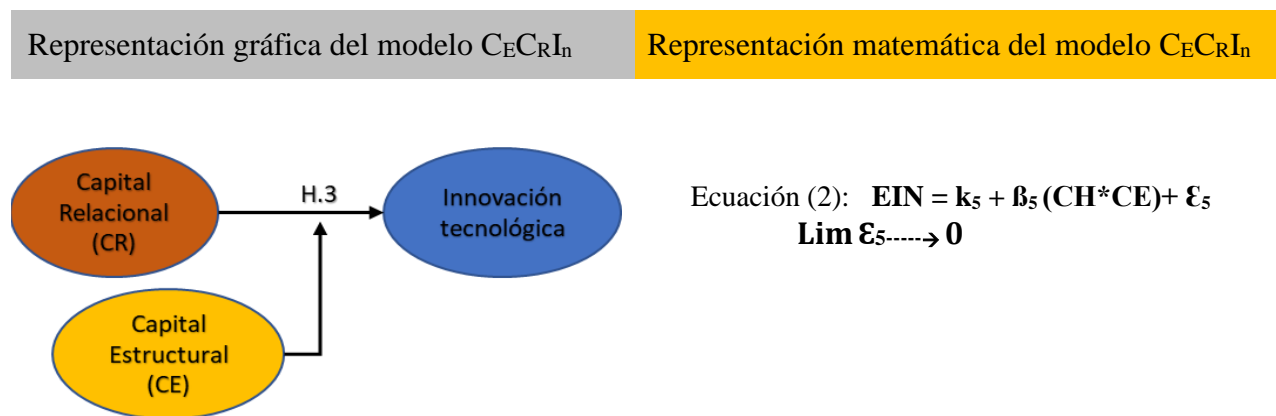 Representación gráfica del modelo CECRIn
Representación matemática del modelo CECRIn
Capital
Relacional
(CR)
H.3
Innovación
tecnológica
Capital
Estructural
(CE)
Ecuación (2): EIN = k5 + ß5 (CH*CE)+ Ɛ5
Lim Ɛ5-----→ 0